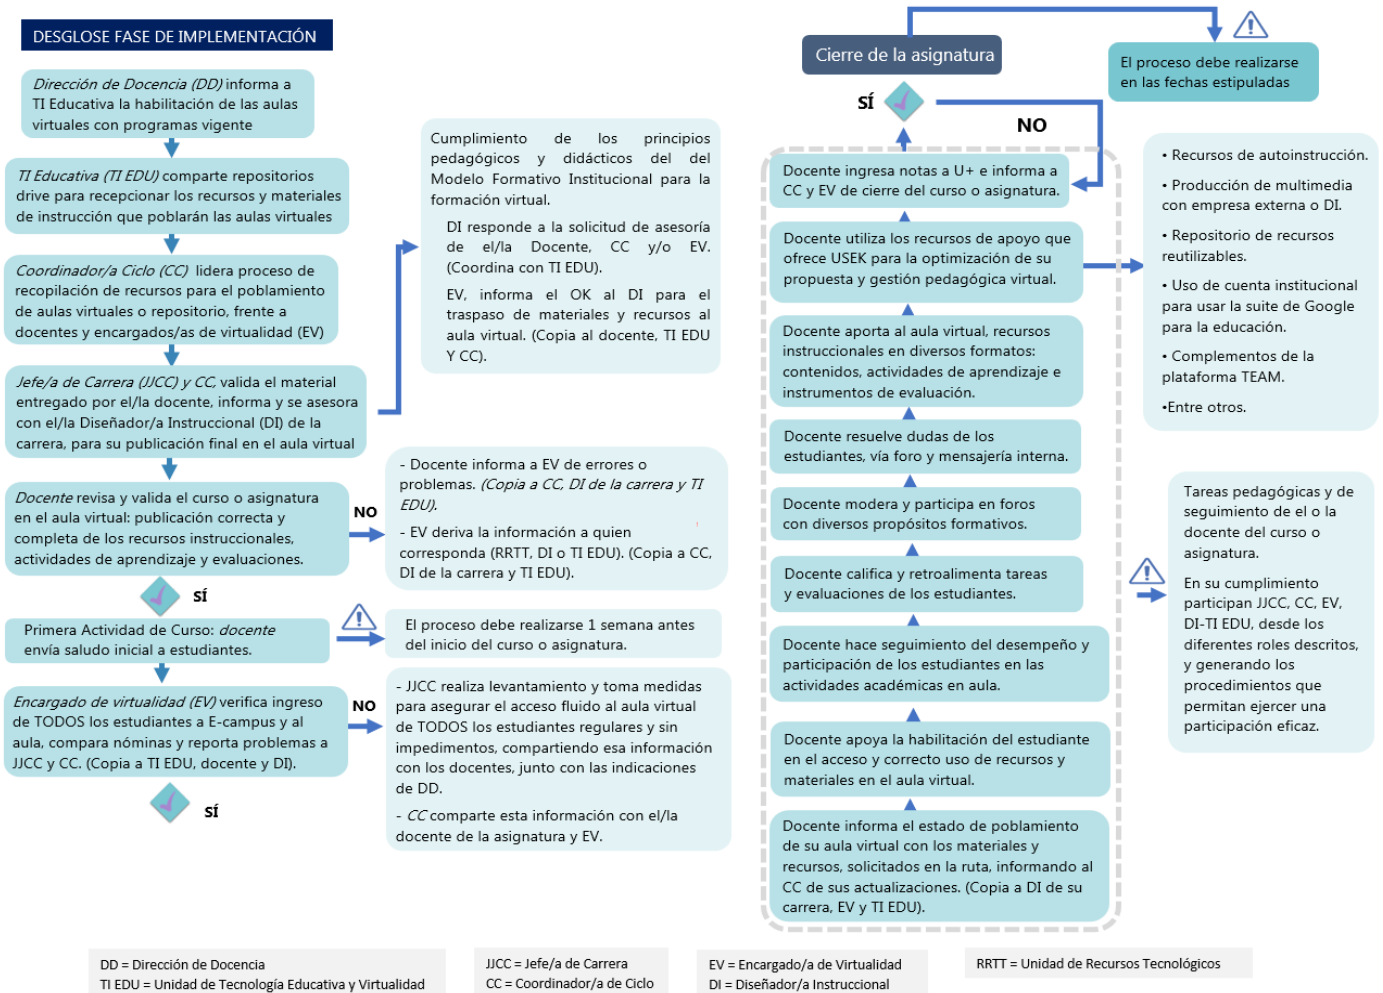 DESGLOSE FASE DE IMPLEMENTACIÓN
Dirección de Docencia (DD) informa a
TI Educativa la habilitación de las aulas
virtuales con programas vigente
TI Educativa (TI EDU) comparte repositorios
drive para recepcionar los recursos y materiales
de instrucción que poblarán las aulas virtuales
Coordinador/a Ciclo (CC) lidera proceso de
recopilación de recursos para el poblamiento
de aulas virtuales o repositorio, frente a
docentes y encargados/as de virtualidad (EV)
Jefe/a de Carrera (JJCC) y CC, valida el material
entregado por el/la docente, informa y se asesora
con el/la Diseñador/a Instruccional (DI) de la
carrera, para su publicación final en el aula virtual
Cumplimiento de los principios
pedagógicos y didácticos del del
Modelo Formativo Institucional para la
formación virtual.
DI responde a la solicitud de asesoría
de el/la Docente, CC y/o EV.
(Coordina con TI EDU).
EV, informa el OK al DI para el
traspaso de materiales y recursos al
aula virtual. (Copia al docente, TI EDU
Y CC).
Docente revisa y valida el curso o asignatura
en el aula virtual: publicación correcta y
completa de los recursos instruccionales,
actividades de aprendizaje y evaluaciones.
NO
- Docente informa a EV de errores o
problemas. (Copia a CC, DI de la carrera y TI
EDU).
- EV deriva la información a quien
corresponda (RRTT, DI o TI EDU). (Copia a CC,
DI de la carrera y TI EDU).
SÍ
Primera Actividad de Curso: docente
envía saludo inicial a estudiantes.
El proceso debe realizarse 1 semana antes
del inicio del curso o asignatura.
Encargado de virtualidad (EV) verifica ingreso
de TODOS los estudiantes a E-campus y al
aula, compara nóminas y reporta problemas a
JJCC y CC. (Copia a TI EDU, docente y DI).
NO
- JJCC realiza levantamiento y toma medidas
para asegurar el acceso fluido al aula virtual
de TODOS los estudiantes regulares y sin
impedimentos, compartiendo esa información
con los docentes, junto con las indicaciones
de DD.
- CC comparte esta información con el/la
docente de la asignatura y EV.
SÍ
Cierre de la asignatura
El proceso debe realizarse
en las fechas estipuladas
SÍ
NO
Docente ingresa notas a U+ e informa a
CC y EV de cierre del curso o asignatura.
Docente utiliza los recursos de apoyo que
ofrece USEK para la optimización de su
propuesta y gestión pedagógica virtual.
Docente aporta al aula virtual, recursos
instruccionales en diversos formatos:
contenidos, actividades de aprendizaje e
instrumentos de evaluación.
Docente resuelve dudas de los
estudiantes, vía foro y mensajería interna.
Docente modera y participa en foros
con diversos propósitos formativos.
Docente califica y retroalimenta tareas
y evaluaciones de los estudiantes.
Docente hace seguimiento del desempeño y
participación de los estudiantes en las
actividades académicas en aula.
Docente apoya la habilitación del estudiante
en el acceso y correcto uso de recursos y
materiales en el aula virtual.
Docente informa el estado de poblamiento
de su aula virtual con los materiales y
recursos, solicitados en la ruta, informando al
CC de sus actualizaciones. (Copia a DI de su
carrera, EV y TI EDU).
• Recursos de autoinstrucción.
• Producción de multimedia
con empresa externa o DI.
• Repositorio de recursos
reutilizables.
• Uso de cuenta institucional
para usar la suite de Google
para la educación.
• Complementos de la
plataforma TEAM.
•Entre otros.
Tareas pedagógicas y de
seguimiento de el o la
docente del curso o
asignatura.
En su cumplimiento
participan JJCC, CC, EV,
DI-TI EDU, desde los
diferentes roles descritos,
y generando los
procedimientos que
permitan ejercer una
participación eficaz.
DD = Dirección de Docencia
TI EDU = Unidad de Tecnología Educativa y Virtualidad
JJCC = Jefe/a de Carrera
CC = Coordinador/a de Ciclo
EV = Encargado/a de Virtualidad
DI = Diseñador/a Instruccional
RRTT = Unidad de Recursos Tecnológicos